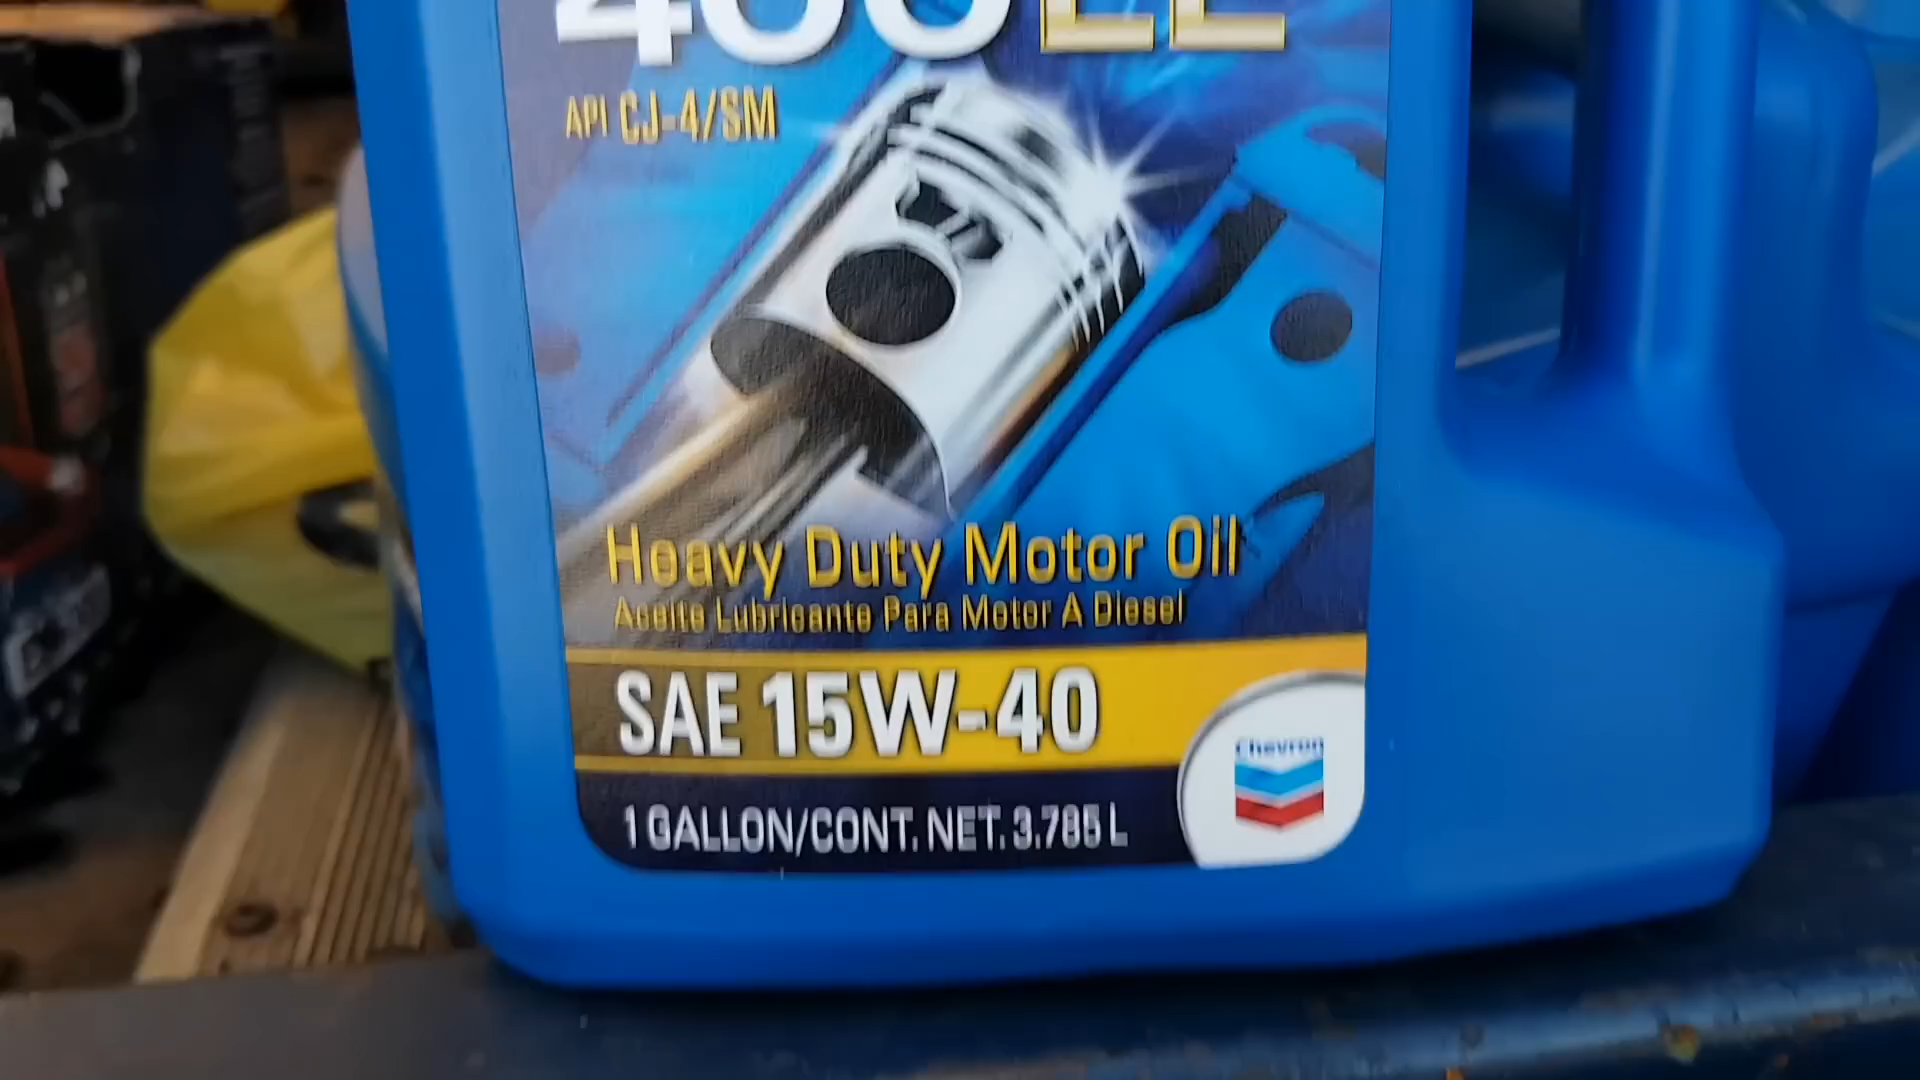 400LE
API CJ-4/SM
Heavy Duty Motor Oil
Aceite Lubricante Para Motor A Diesel
SAE 15W-40
Chevron
1 GALLON/CONT. NET. 3.785 L